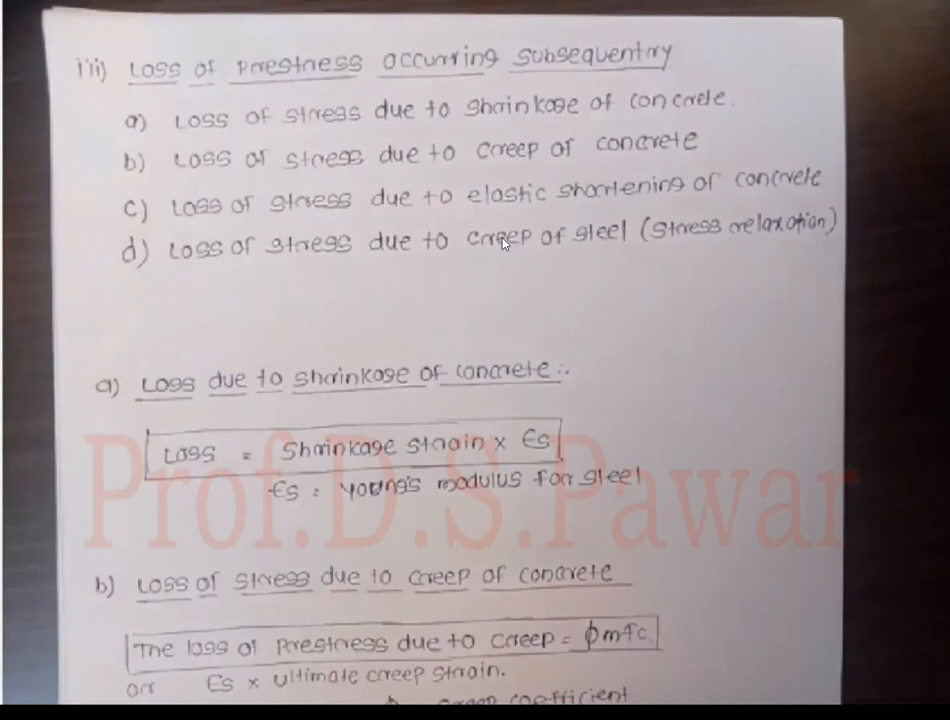 iii) Loss of prestress occurring subsequently
a) Loss of stress due to shrinkage of concrete.
b) Loss of stress due to creep of concrete
c) Loss of stress due to elastic shortening of concrete
d) Loss of stress due to creep of steel (stress relaxation)
a) Loss due to shrinkage of concrete:.
Loss = Shrinkage strain x Es
Es = Young's modulus for steel
Prof.D.S.Pawar
b) Loss of stress due to creep of concrete
The loss of prestress due to creep = ϕmfc.
or Es x ultimate creep strain.
creep coefficient